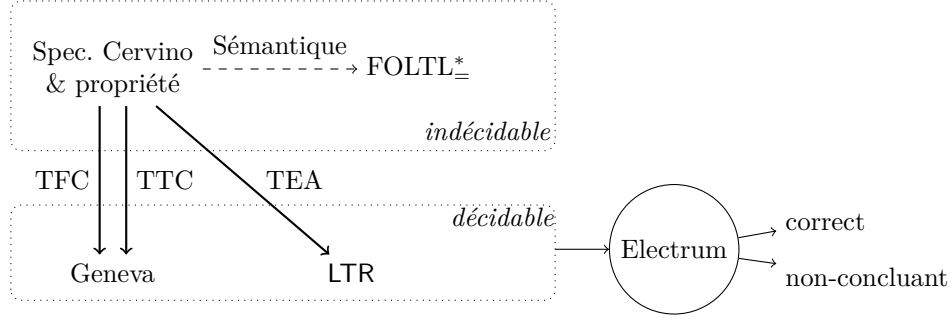 Spec. Cervino
& propriété
Sémantique
FOLTL*=
indécidable
TFC
TTC
TEA
décidable
Geneva
LTR
Electrum
correct
non-concluant